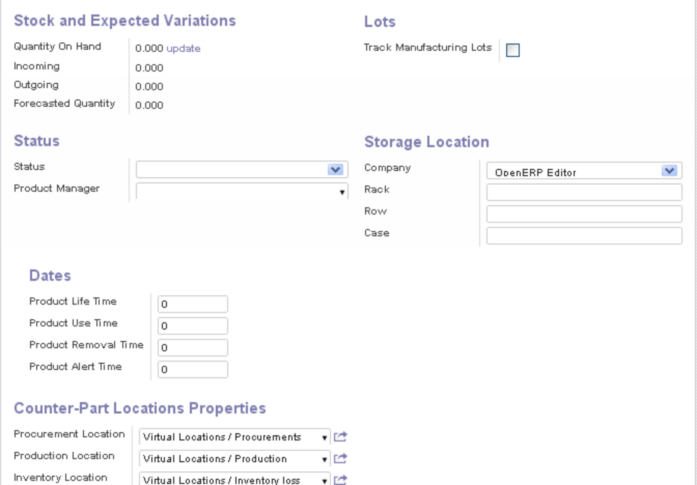 Stock and Expected Variations
Quantity On Hand 0.000 update
Incoming 0.000
Outgoing 0.000
Forecasted Quantity 0.000
Lots
Track Manufacturing Lots
Status
Status
Product Manager
Storage Location
Company OpenERP Editor
Rack
Row
Case
Dates
Product Life Time 0
Product Use Time 0
Product Removal Time 0
Product Alert Time 0
Counter-Part Locations Properties
Procurement Location Virtual Locations / Procurements
Production Location Virtual Locations / Production
Inventory Location Virtual Locations / Inventory loss